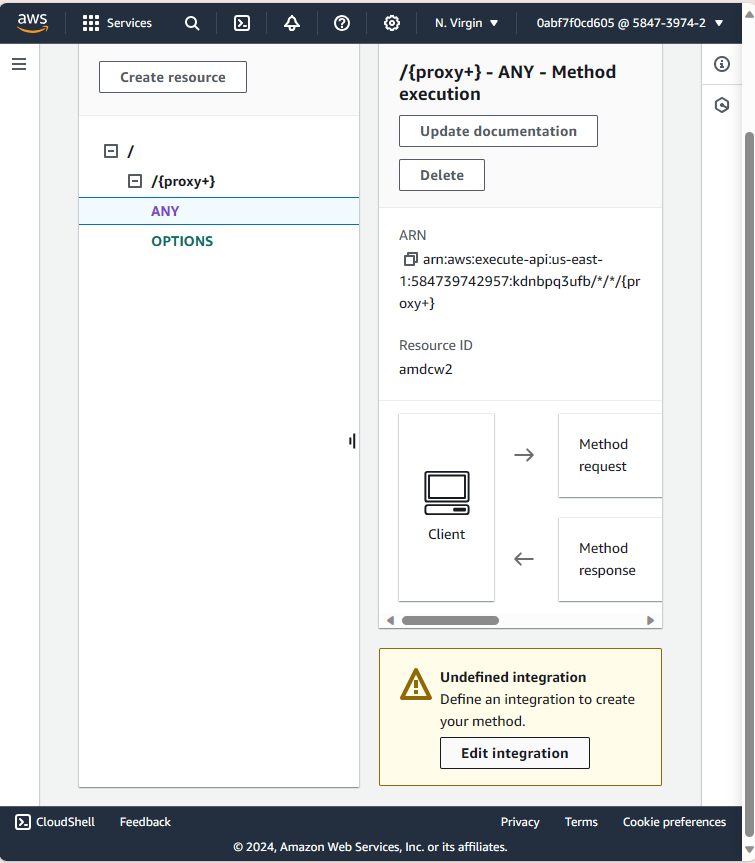 aws
Services
N. Virgin
0abf7f0cd605 @ 5847-3974-2
Create resource
/
/{proxy+}
ANY
OPTIONS
/{proxy+} - ANY - Method
execution
Update documentation
Delete
ARN
arn:aws:execute-api:us-east-
1:584739742957:kdnbpq3ufb/*/*/{pr
oxy+}
Resource ID
amdcw2
Client
Method
request
Method
response
Undefined integration
Define an integration to create
your method.
Edit integration
CloudShell
Feedback
Privacy
Terms
Cookie preferences
© 2024, Amazon Web Services, Inc. or its affiliates.